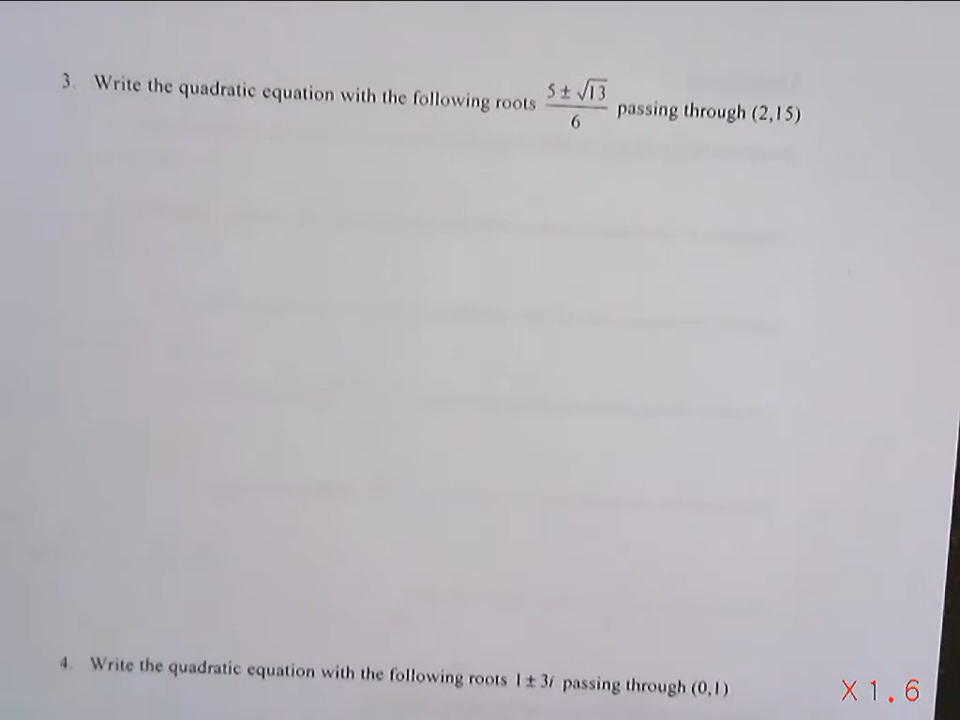 3. Write the quadratic equation with the following roots (5 ± √13)/6 passing through (2,15)
4. Write the quadratic equation with the following roots 1 ± 3i passing through (0,1)
X 1.6